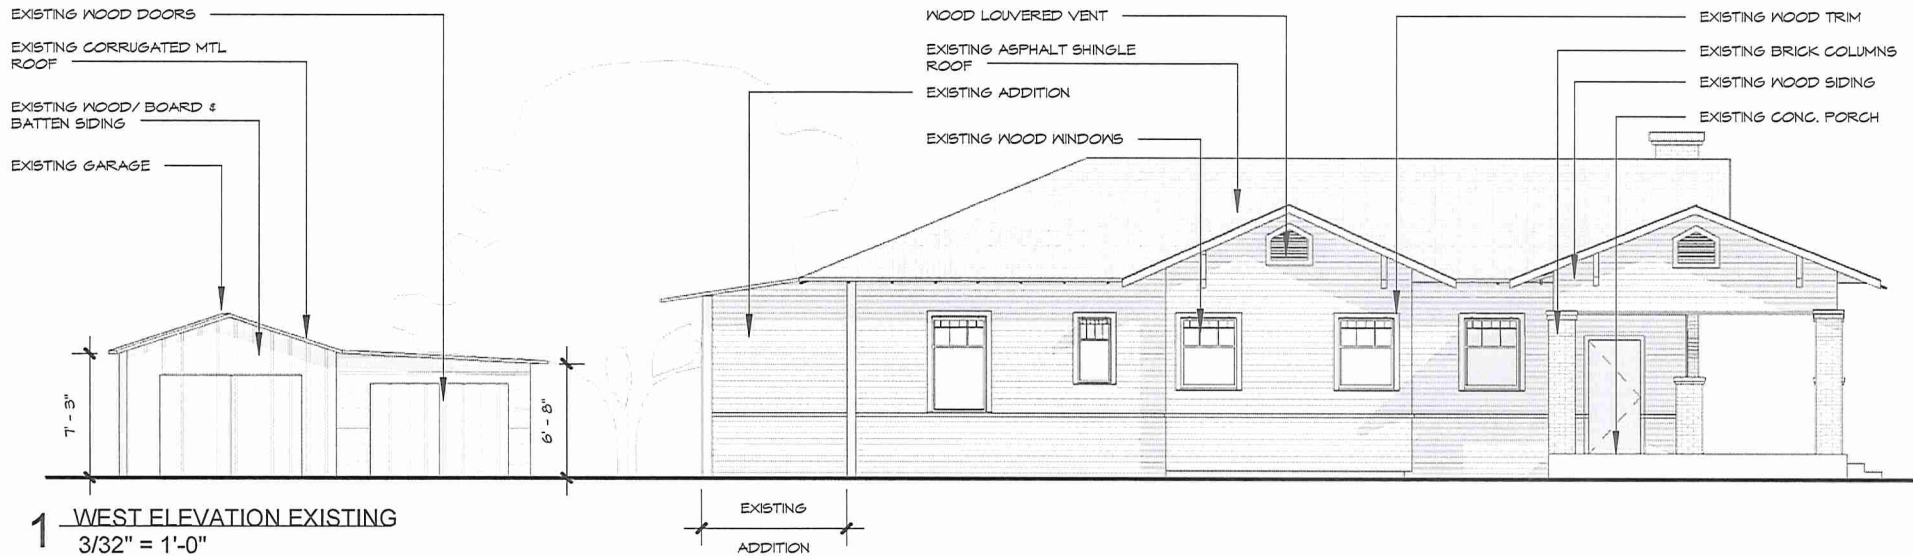 EXISTING WOOD DOORS
EXISTING CORRUGATED MTL
ROOF
EXISTING WOOD/ BOARD &
BATTEN SIDING
EXISTING GARAGE
WOOD LOUVERED VENT
EXISTING ASPHALT SHINGLE
ROOF
EXISTING ADDITION
EXISTING WOOD WINDOWS
EXISTING WOOD TRIM
EXISTING BRICK COLUMNS
EXISTING WOOD SIDING
EXISTING CONC. PORCH
7' - 3"
6' - 8"
EXISTING
ADDITION
1 WEST ELEVATION EXISTING
3/32" = 1'-0"